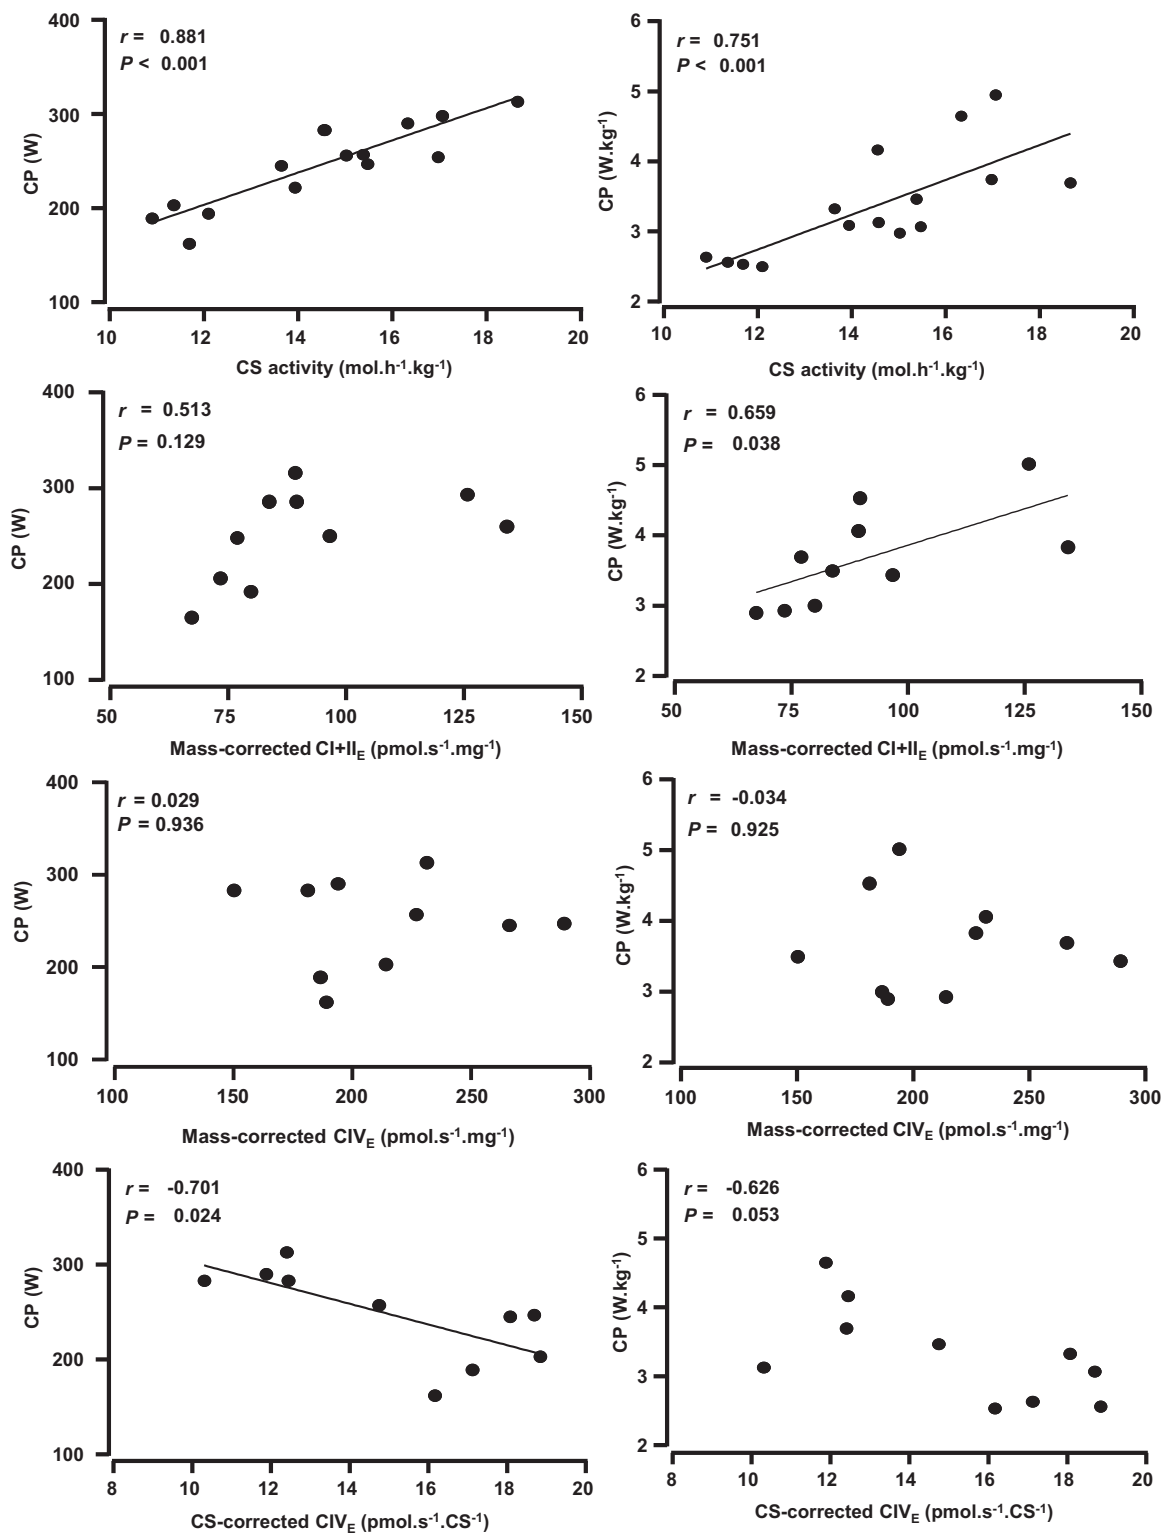 400
r = 0.881
P < 0.001
300
CP (W)
200
100
10 12 14 16 18 20
CS activity (mol.h-1.kg-1)
6
r = 0.751
P < 0.001
5
CP (W.kg-1)
4
3
2
10 12 14 16 18 20
CS activity (mol.h-1.kg-1)
400
r = 0.513
P = 0.129
300
CP (W)
200
100
50 75 100 125 150
Mass-corrected CI+IIE (pmol.s-1.mg-1)
6
r = 0.659
P = 0.038
5
CP (W.kg-1)
4
3
2
50 75 100 125 150
Mass-corrected CI+IIE (pmol.s-1.mg-1)
400
r = 0.029
P = 0.936
300
CP (W)
200
100
100 150 200 250 300
Mass-corrected CIVE (pmol.s-1.mg-1)
6
r = -0.034
P = 0.925
5
CP (W.kg-1)
4
3
2
100 150 200 250 300
Mass-corrected CIVE (pmol.s-1.mg-1)
400
r = -0.701
P = 0.024
300
CP (W)
200
100
8 10 12 14 16 18 20
CS-corrected CIVE (pmol.s-1.CS-1)
6
r = -0.626
P = 0.053
5
CP (W.kg-1)
4
3
2
8 10 12 14 16 18 20
CS-corrected CIVE (pmol.s-1.CS-1)